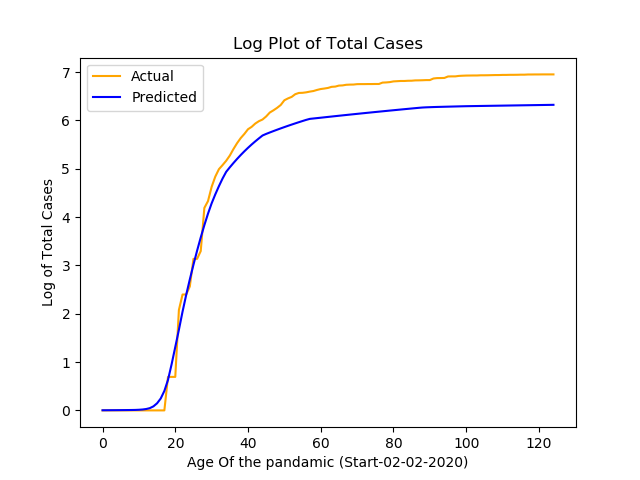 Log Plot of Total Cases
Actual
Predicted
7
6
5
4
3
2
1
0
Log of Total Cases
0 20 40 60 80 100 120
Age Of the pandamic (Start-02-02-2020)